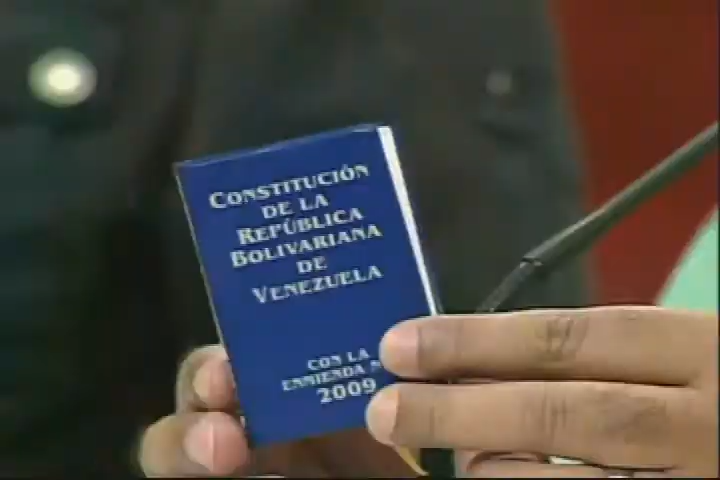 CONSTITUCIÓN
DE LA
REPÚBLICA
BOLIVARIANA
DE
VENEZUELA
CON LA
ENMIENDA
2009